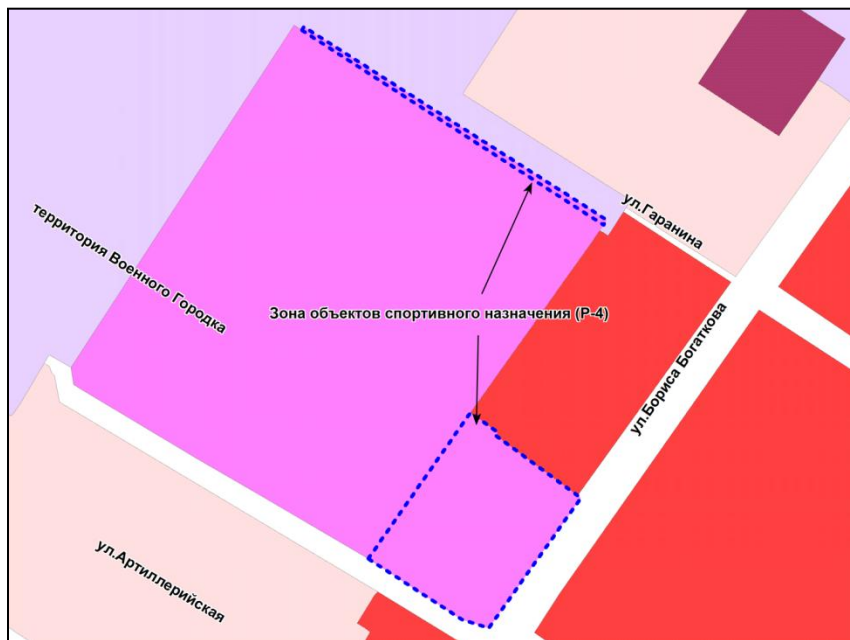 ул.Гаранина
территория Военного Городка
Зона объектов спортивного назначения (Р-4)
ул.Бориса Богаткова
ул.Артиллерийская